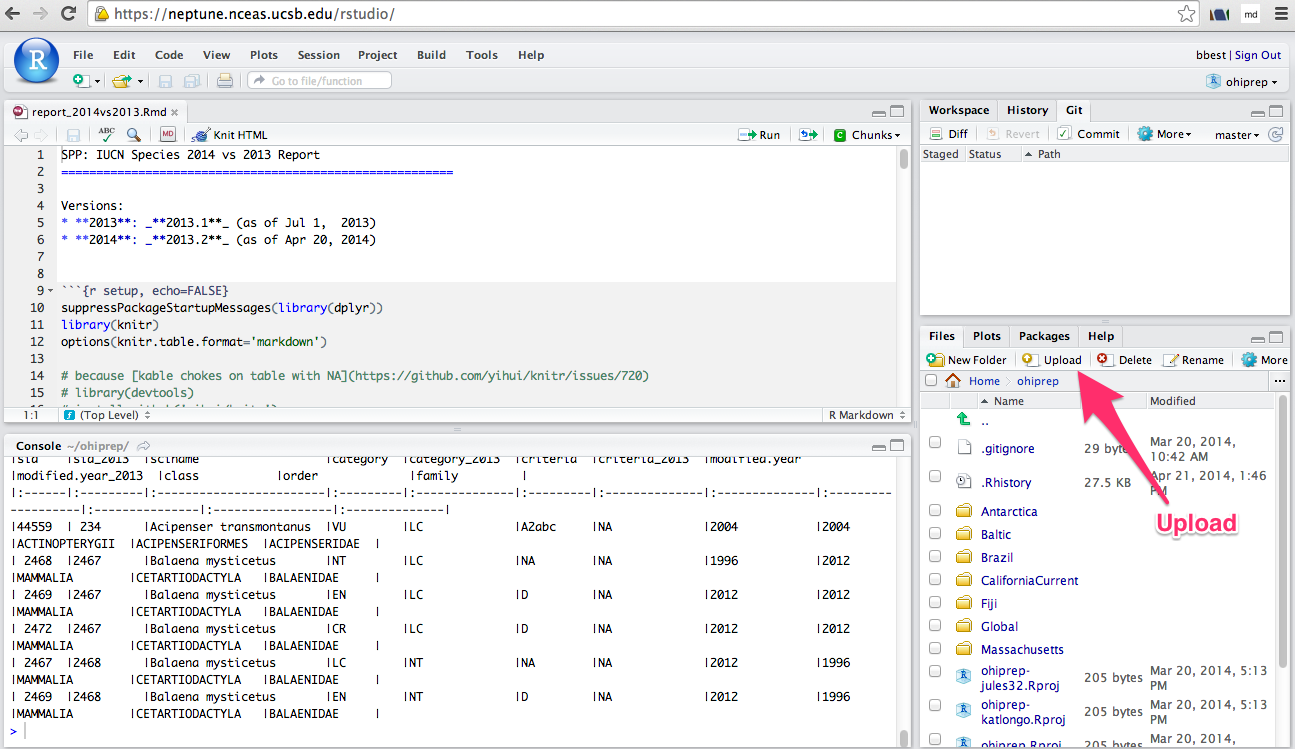 https://neptune.nceas.ucsb.edu/rstudio/
md
R
File Edit Code View Plots Session Project Build Tools Help
bbest | Sign Out
Go to file/function
ohiprep
report_2014vs2013.Rmd
ABC MD Knit HTML Run Chunks
1 SPP: IUCN Species 2014 vs 2013 Report
2 ========================================================
3
4 Versions:
5 * **2013**: _**2013.1**_ (as of Jul 1,  2013)
6 * **2014**: _**2013.2**_ (as of Apr 20, 2014)
7
8
9 ```{r setup, echo=FALSE}
10 suppressPackageStartupMessages(library(dplyr))
11 library(knitr)
12 options(knitr.table.format='markdown')
13
14 # because [kable chokes on table with NA](https://github.com/yihui/knitr/issues/720)
15 # library(devtools)
1:1 (Top Level) R Markdown
Console ~/ohiprep/
|sid |sid_2013 |sciname |category |category_2013 |criteria |criteria_2013 |modified.year
|modified.year_2013 |class |order |family |
|:------|:--------|:-----------------------|:---------|:--------------|:---------|:--------------|:--------------|:---------
----------|:---------------|:-----------------|:--------------|
|44559 | 234 |Acipenser transmontanus |VU |LC |A2abc |NA |2004 |2004
|ACTINOPTERYGII |ACIPENSERIFORMES |ACIPENSERIDAE |
| 2468 |2467 |Balaena mysticetus |NT |LC |NA |NA |1996 |2012
|MAMMALIA |CETARTIODACTYLA |BALAENIDAE |
| 2469 |2467 |Balaena mysticetus |EN |LC |D |NA |2012 |2012
|MAMMALIA |CETARTIODACTYLA |BALAENIDAE |
| 2472 |2467 |Balaena mysticetus |CR |LC |D |NA |2012 |2012
|MAMMALIA |CETARTIODACTYLA |BALAENIDAE |
| 2467 |2468 |Balaena mysticetus |LC |NT |NA |NA |2012 |1996
|MAMMALIA |CETARTIODACTYLA |BALAENIDAE |
| 2469 |2468 |Balaena mysticetus |EN |NT |D |NA |2012 |1996
|MAMMALIA |CETARTIODACTYLA |BALAENIDAE |
>
Workspace History Git
Diff Revert Commit More master
Staged Status Path
Files Plots Packages Help
New Folder Upload Delete Rename More
Home ohiprep ...
Name Modified
..
.gitignore 29 Mar 20, 2014, 10:42 AM
.Rhistory 27.5 KB Apr 21, 2014, 1:46 PM
Antarctica
Baltic
Upload
Brazil
CaliforniaCurrent
Fiji
Global
Massachusetts
ohiprep-jules32.Rproj 205 bytes Mar 20, 2014, 5:13 PM
ohiprep-katlongo.Rproj 205 bytes Mar 20, 2014, 5:13 PM
ohiprep.Rproj 205 bytes Mar 20, 2014,